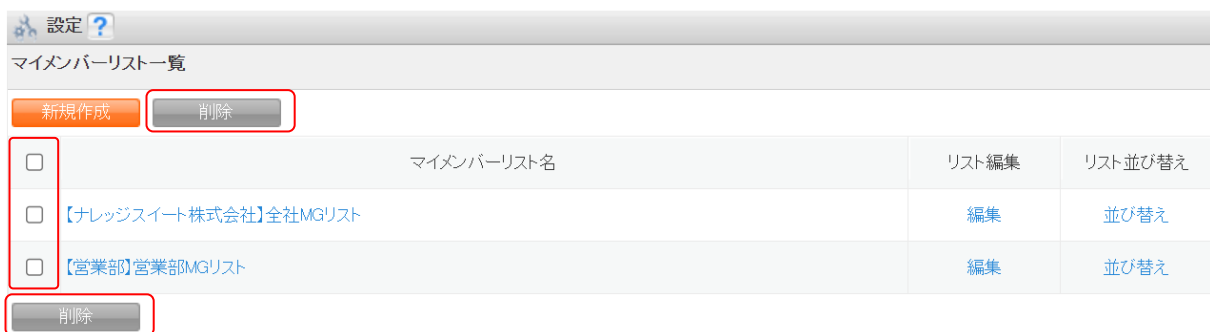 設定 ?
マイメンバーリスト一覧
新規作成 削除
マイメンバーリスト名 リスト編集 リスト並び替え
【ナレッジスイート株式会社】全社MGリスト 編集 並び替え
【営業部】営業部MGリスト 編集 並び替え
削除